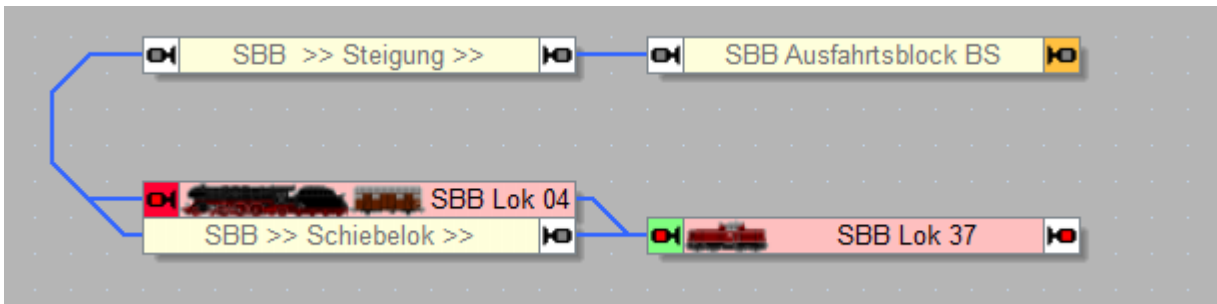 SBB >> Steigung >>
SBB Ausfahrtsblock BS
SBB Lok 04
SBB >> Schiebelok >>
SBB Lok 37